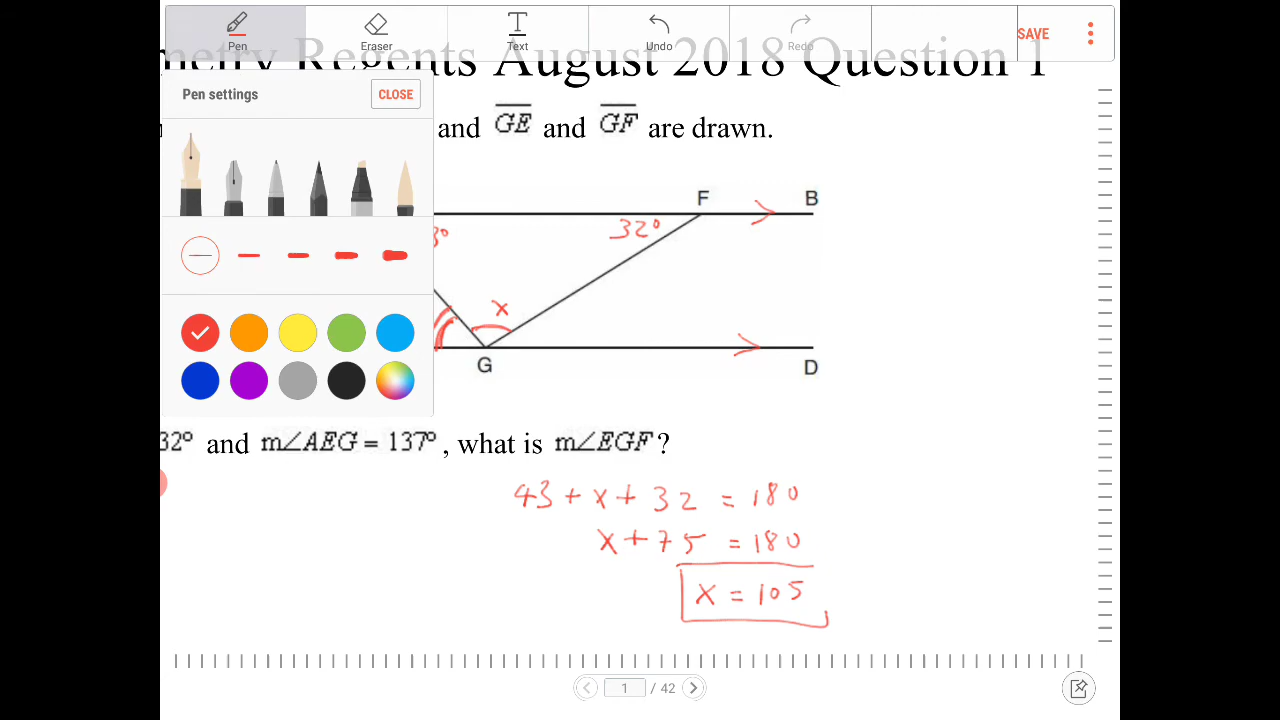 Pen Eraser Text Undo Redo SAVE
metry Regents August 2018 Question 1
Pen settings CLOSE
and GE and GF are drawn.
F B
3° 32°
x
G D
32° and m∠AEG = 137°, what is m∠EGF?
43 + x + 32 = 180
x + 75 = 180
x = 105
1 / 42